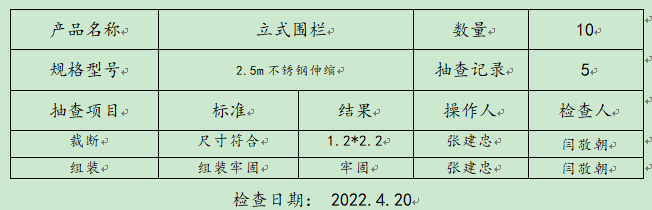 产品名称 立式围栏 数量 10
规格型号 2.5m不锈钢伸缩 抽查记录 5
抽查项目 标准 结果 操作人 检查人
裁断 尺寸符合 1.2*2.2 张建忠 闫敬朝
组装 组装牢固 牢固 张建忠 闫敬朝
检查日期: 2022.4.20